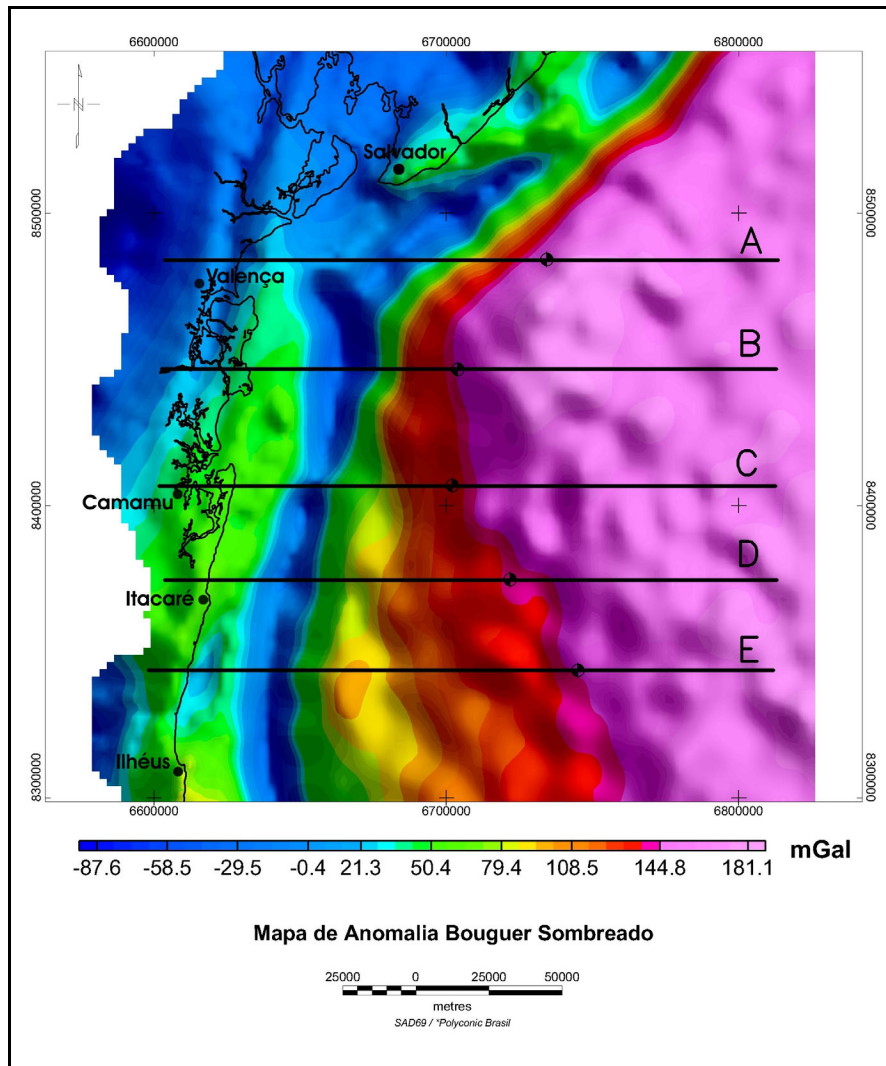 6600000 6700000 6800000
N
Salvador
8500000 8500000
A
Valença
B
C
Camamu
8400000 8400000
D
Itacaré
E
Ilhéus
8300000 8300000
6600000 6700000 6800000
mGal
-87.6 -58.5 -29.5 -0.4 21.3 50.4 79.4 108.5 144.8 181.1
Mapa de Anomalia Bouguer Sombreado
25000 0 25000 50000
metres
SAD69 / *Polyconic Brasil